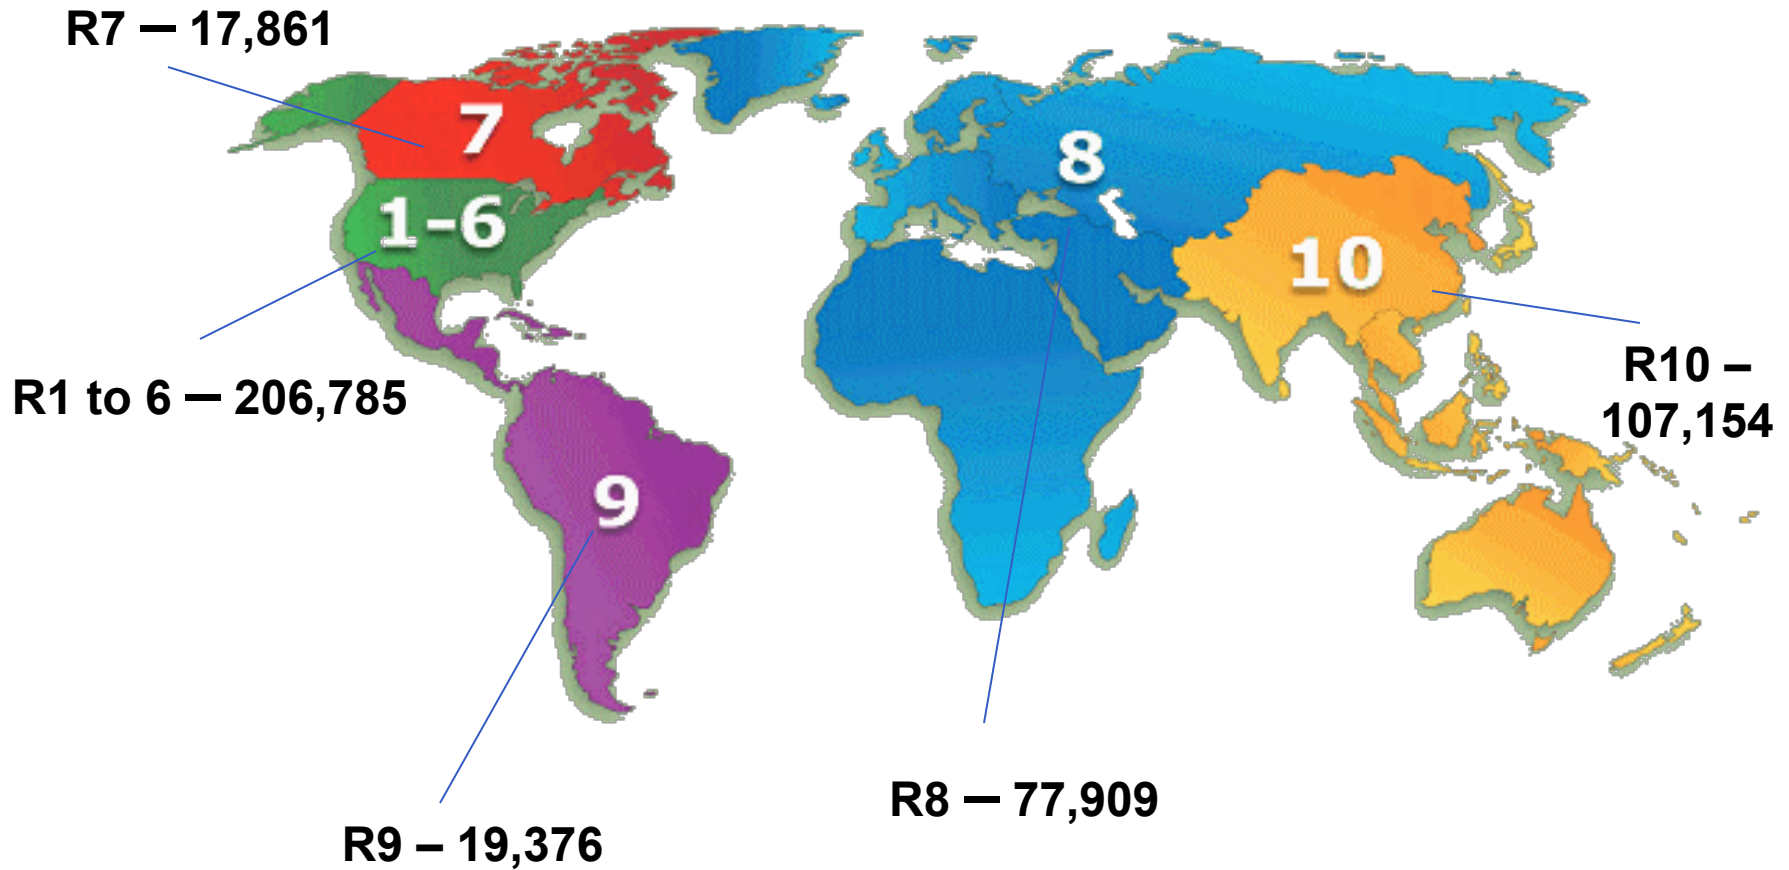 R7 — 17,861
7
8
1-6
10
R10 –
107,154
R1 to 6 — 206,785
9
R8 — 77,909
R9 – 19,376